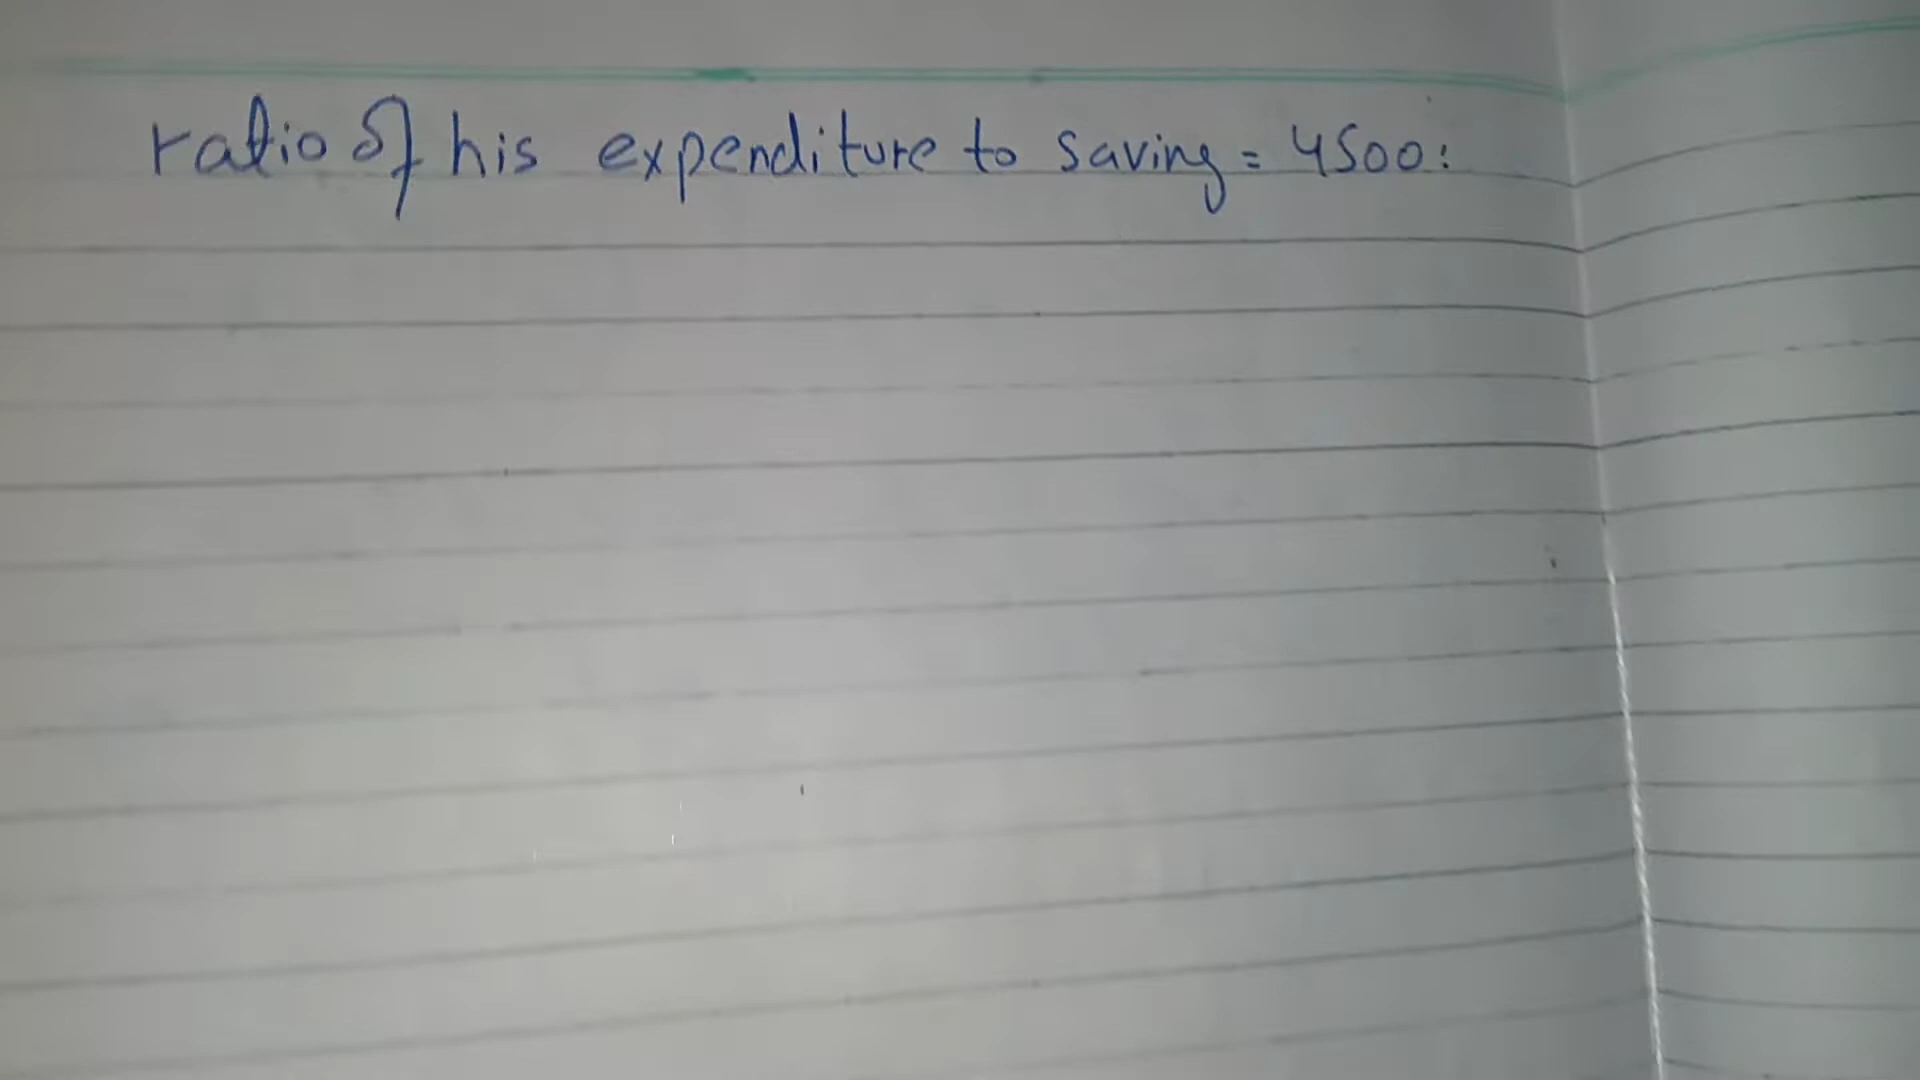 ratio of his expenditure to saving = 4500: